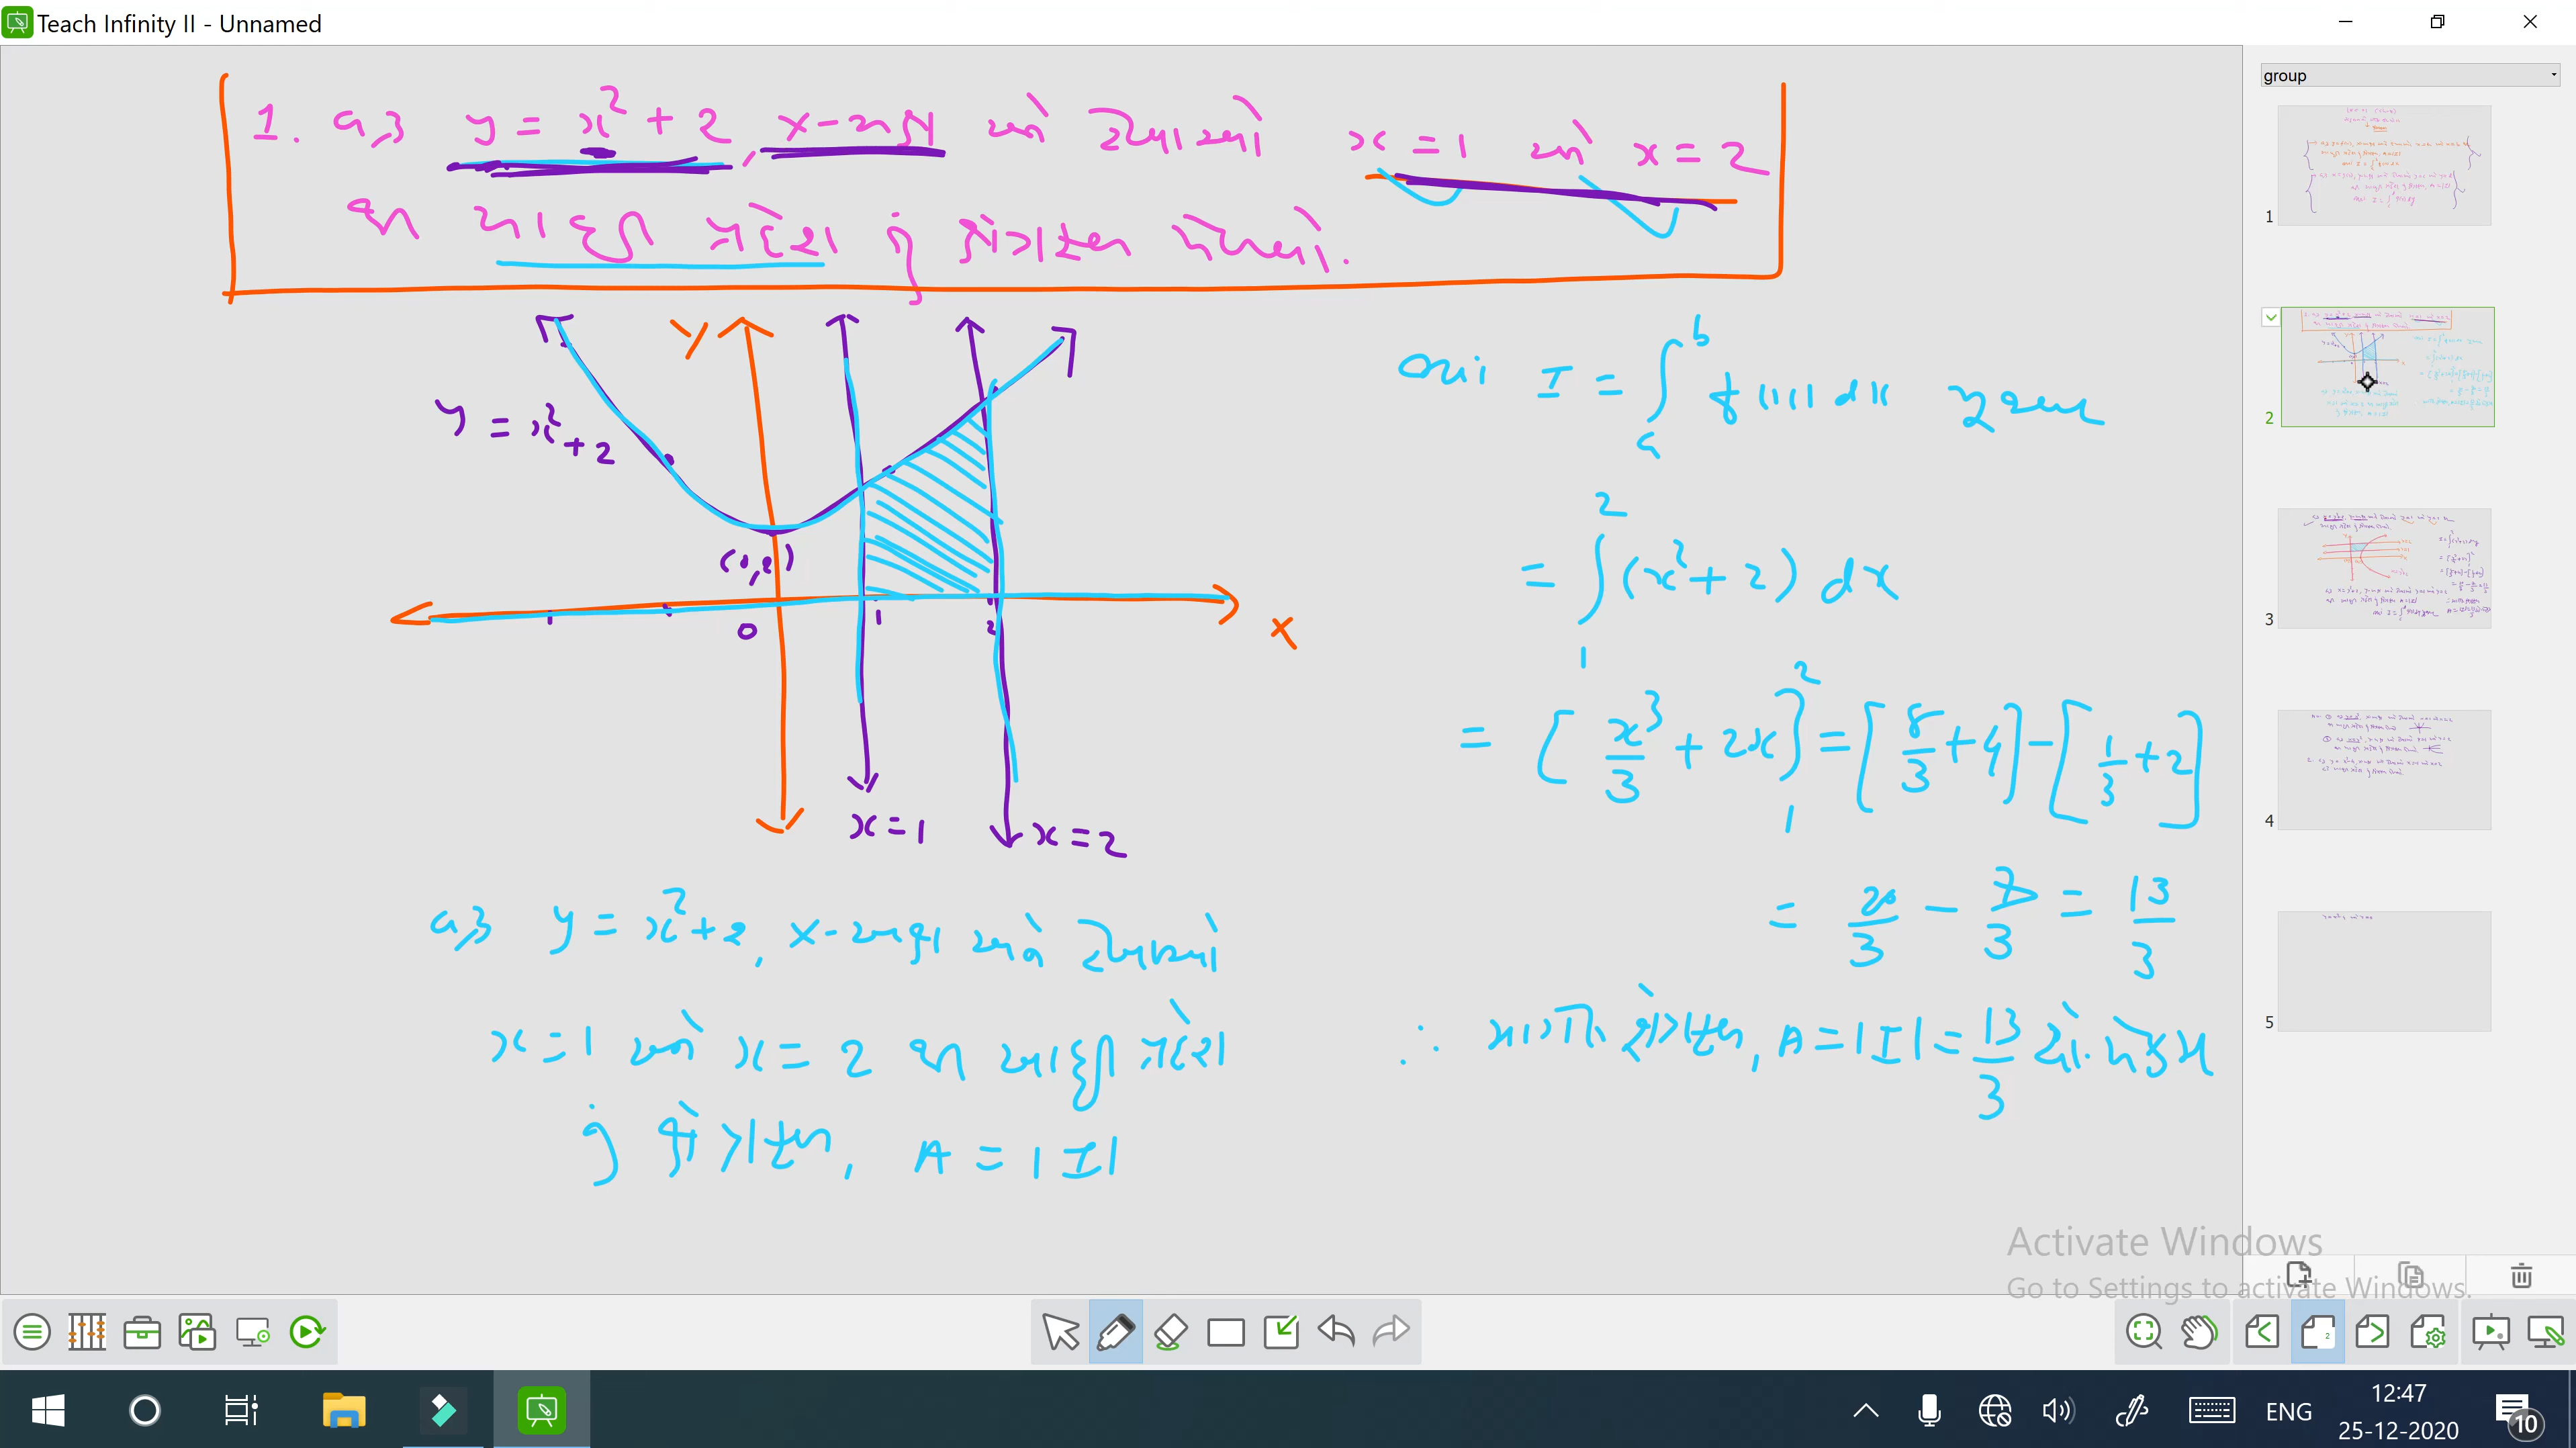 Teach Infinity II - Unnamed
group
1. વક્ર y = x² + 2, X-અક્ષ અને રેખાઓ x = 1 અને x = 2
વડે આવૃત્ત પ્રદેશ નું ક્ષેત્રફળ મેળવો.
Y
y = x² + 2
(0,2)
0 1 2
X
x = 1 x = 2
વક્ર y = x² + 2, X-અક્ષ અને રેખાઓ
x = 1 અને x = 2 વડે આવૃત્ત પ્રદેશ
નું ક્ષેત્રફળ, A = |I|
જ્યાં I = ∫ₐᵇ f(x) dx
= ∫₁² (x² + 2) dx
= [x³/3 + 2x]₁² = [8/3 + 4] - [1/3 + 2]
= 20/3 - 7/3 = 13/3
∴ ક્ષેત્રફળ, A = |I| = 13/3
1
2
3
4
5
Activate Windows
Go to Settings to activate Windows.
ENG
12:47
25-12-2020
10